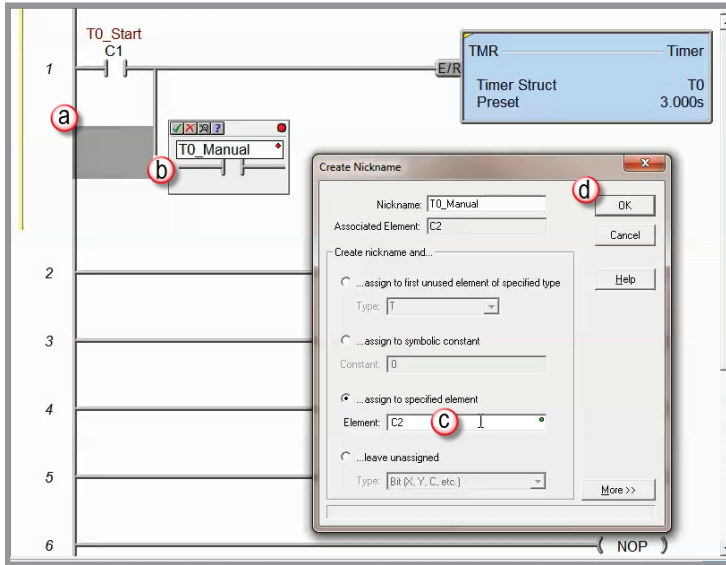 T0_Start
C1
1
E/R
TMR
Timer
Timer Struct
T0
Preset
3.000s
a
?
T0_Manual
b
2
3
4
5
6
( NOP )
Create Nickname
Nickname: T0_Manual
Associated Element: C2
Create nickname and...
...assign to first unused element of specified type
Type: T
...assign to symbolic constant
Constant: 0
...assign to specified element
Element: C2
c
...leave unassigned
Type: Bit (X, Y, C, etc.)
d
OK
Cancel
Help
More >>